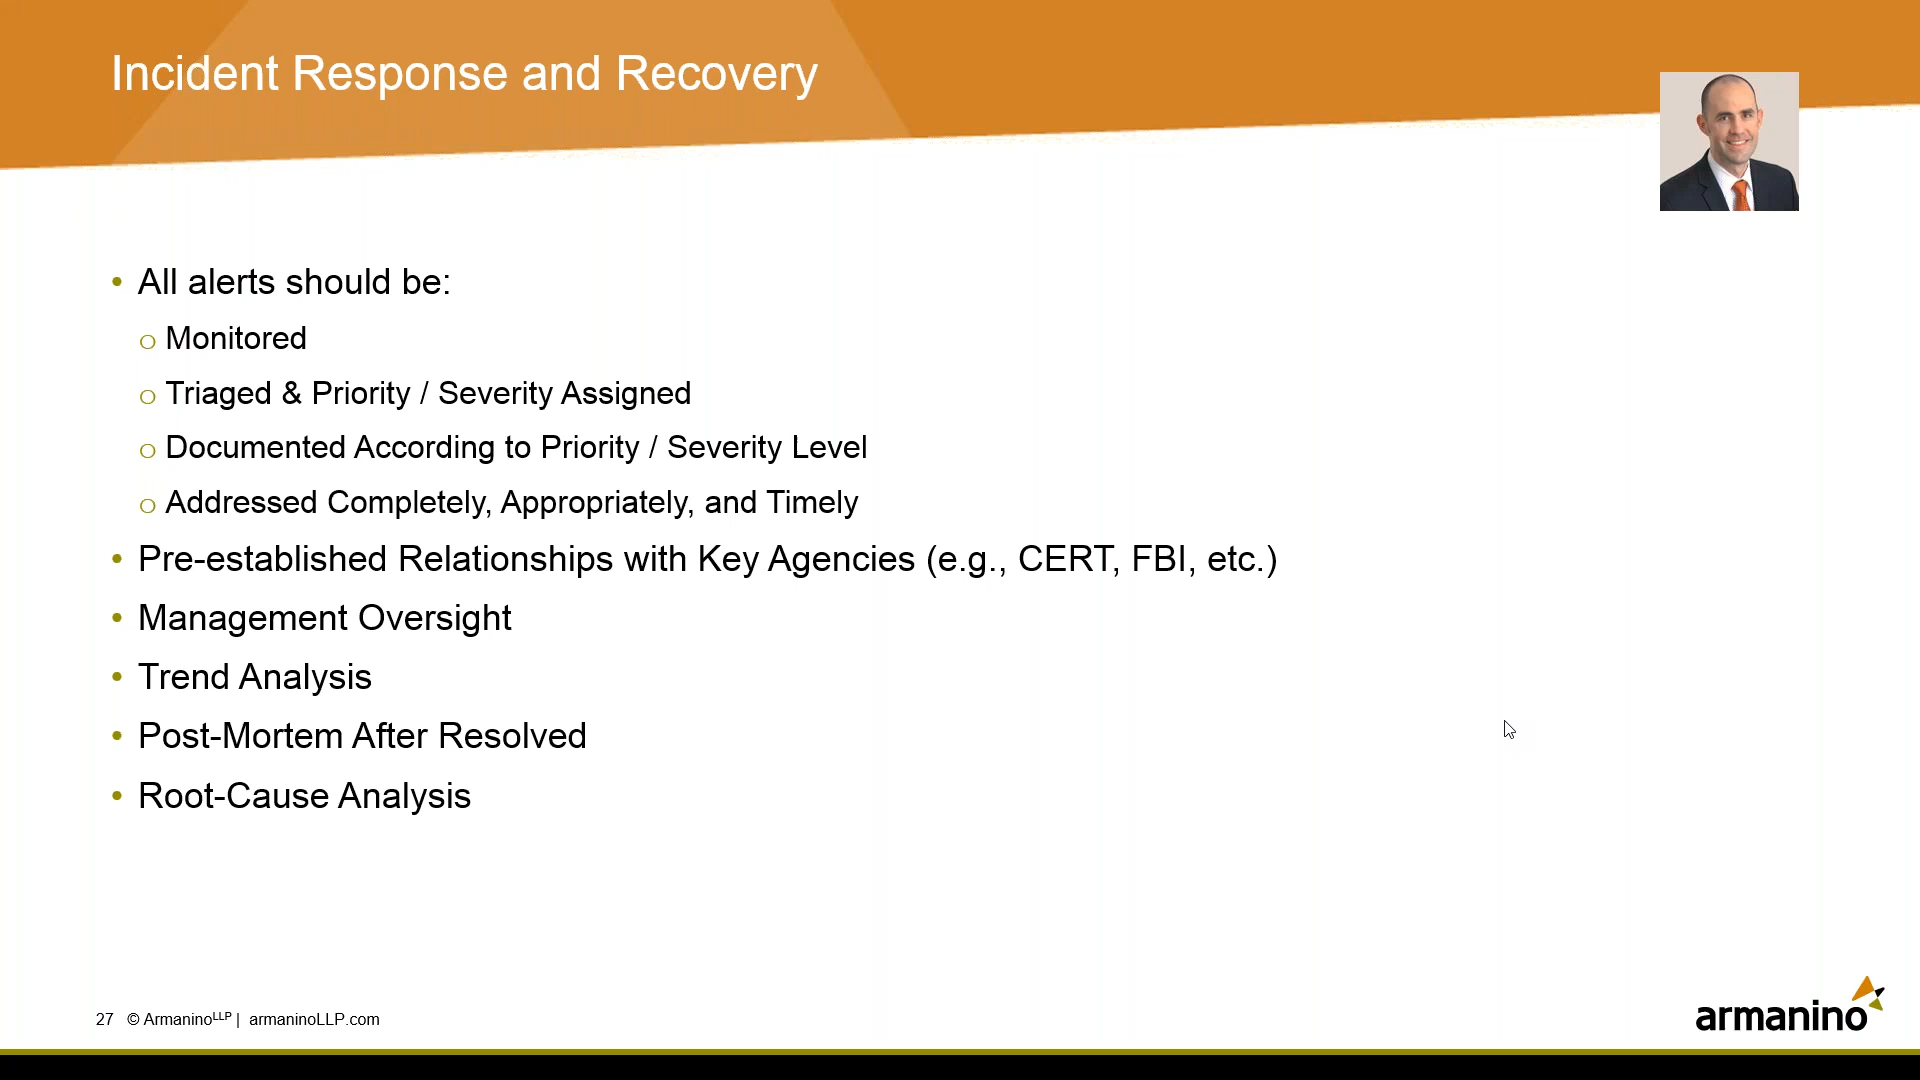 Incident Response and Recovery
• All alerts should be:
o Monitored
o Triaged & Priority / Severity Assigned
o Documented According to Priority / Severity Level
o Addressed Completely, Appropriately, and Timely
• Pre-established Relationships with Key Agencies (e.g., CERT, FBI, etc.)
• Management Oversight
• Trend Analysis
• Post-Mortem After Resolved
• Root-Cause Analysis
27 © ArmaninoLLP | armaninoLLP.com
armanino